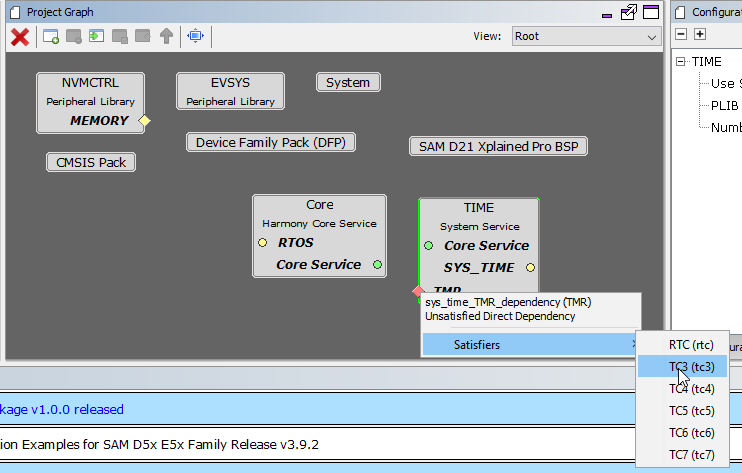 Project Graph
View: Root
NVMCTRL
Peripheral Library
MEMORY
EVSYS
Peripheral Library
System
Device Family Pack (DFP)
CMSIS Pack
SAM D21 Xplained Pro BSP
Core
Harmony Core Service
RTOS
Core Service
TIME
System Service
Core Service
SYS_TIME
TMR
sys_time_TMR_dependency (TMR)
Unsatisfied Direct Dependency
Satisfiers
RTC (rtc)
TC3 (tc3)
TC4 (tc4)
TC5 (tc5)
TC6 (tc6)
TC7 (tc7)
Configurat
TIME
Use S
PLIB
Numb
kage v1.0.0 released
ion Examples for SAM D5x E5x Family Release v3.9.2